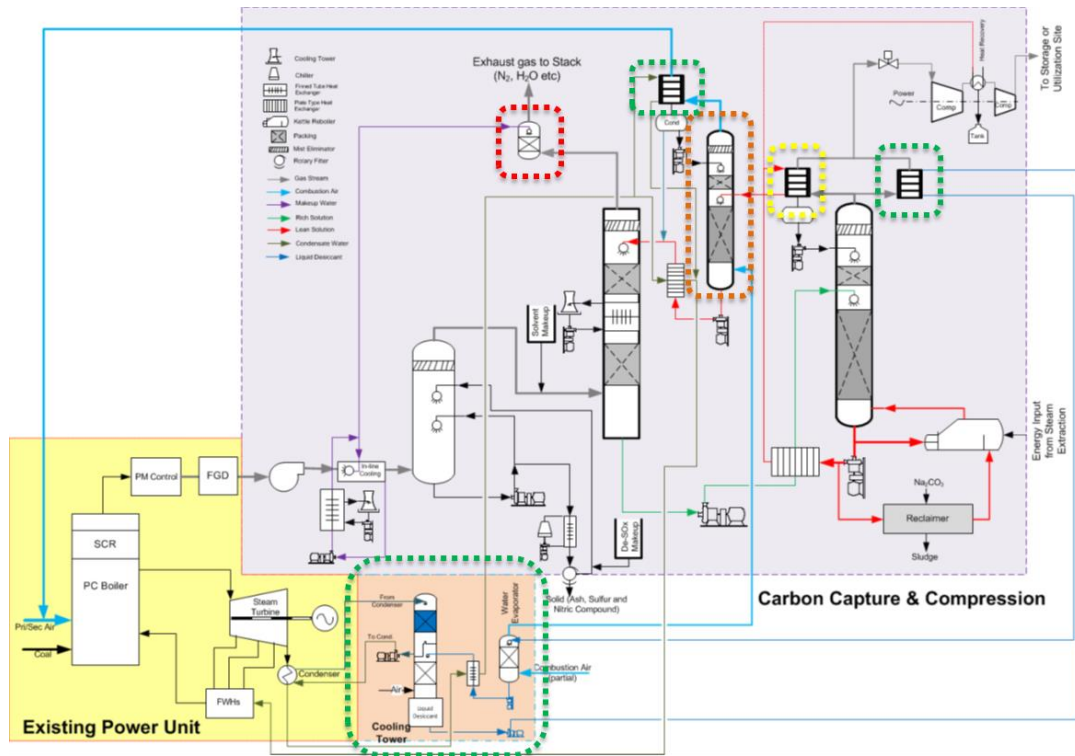 Cooling Tower
Chiller
Finned Tube Heat
Exchanger
Plate Type Heat
Exchanger
Kettle Reboiler
Packing
Mist Eliminator
Rotary Filter
Gas Stream
Combustion Air
Makeup Water
Rich Solution
Lean Solution
Condensate Water
Liquid Desiccant
Exhaust gas to Stack
(N₂, H₂O etc)
Cond
Heat Recovery
To Storage or
Utilization Site
Power
Comp
Comp
Tank
Solvent
Makeup
Energy Input
from Steam
Extraction
Na₂CO₃
Reclaimer
Sludge
De-SOx
Makeup
Solid (Ash, Sulfur and
Nitric Compound)
Carbon Capture & Compression
PM Control
FGD
In-line
Cooling
SCR
PC Boiler
Pri/Sec Air
Coal
Steam
Turbine
Condenser
FWHs
Existing Power Unit
From
Condenser
To Cond.
Air
Liquid
Desiccant
Cooling
Tower
Water
Evaporator
Combustion Air
(partial)